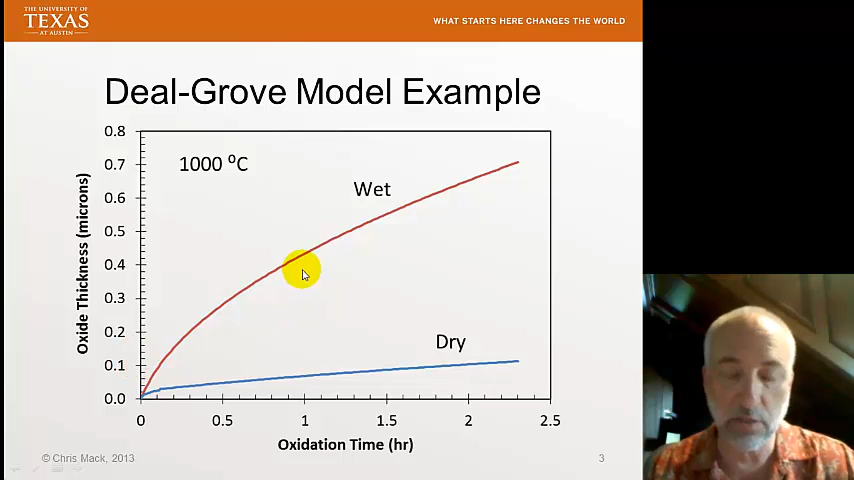 THE UNIVERSITY OF
TEXAS
AT AUSTIN
WHAT STARTS HERE CHANGES THE WORLD
Deal-Grove Model Example
0.8
0.7
0.6
0.5
0.4
0.3
0.2
0.1
0.0
Oxide Thickness (microns)
1000 ⁰C
Wet
Dry
0
0.5
1
1.5
2
2.5
Oxidation Time (hr)
© Chris Mack, 2013
3